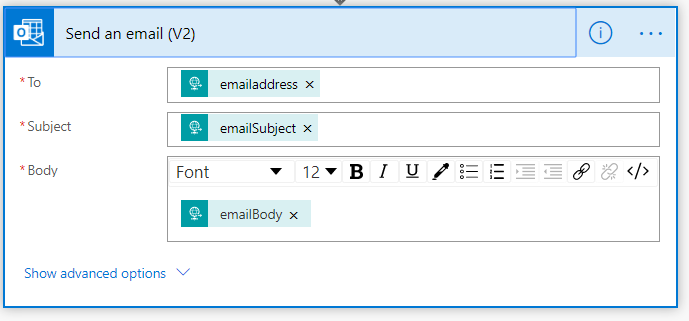 Send an email (V2)
* To
emailaddress ×
* Subject
emailSubject ×
* Body
Font 12 B I U </>
emailBody ×
Show advanced options